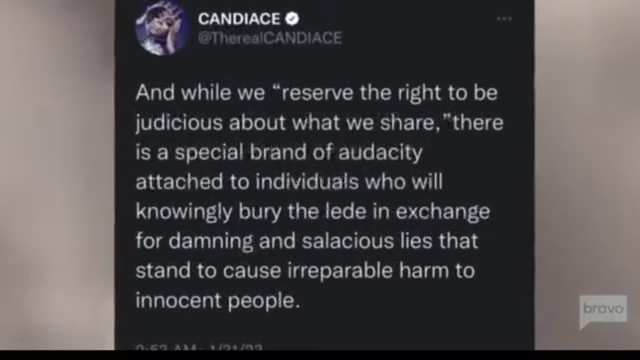 CANDIACE
@TherealCANDIACE
And while we “reserve the right to be
judicious about what we share,”there
is a special brand of audacity
attached to individuals who will
knowingly bury the lede in exchange
for damning and salacious lies that
stand to cause irreparable harm to
innocent people.
bravo